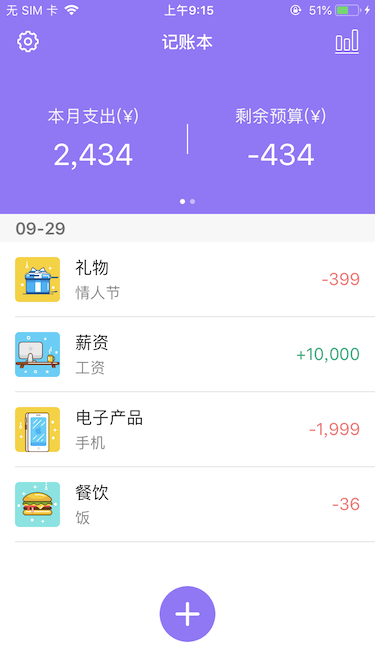 无 SIM 卡 上午9:15 51%
记账本
本月支出(¥) 剩余预算(¥)
2,434 -434
09-29
礼物
情人节
-399
薪资
工资
+10,000
电子产品
手机
-1,999
餐饮
饭
-36